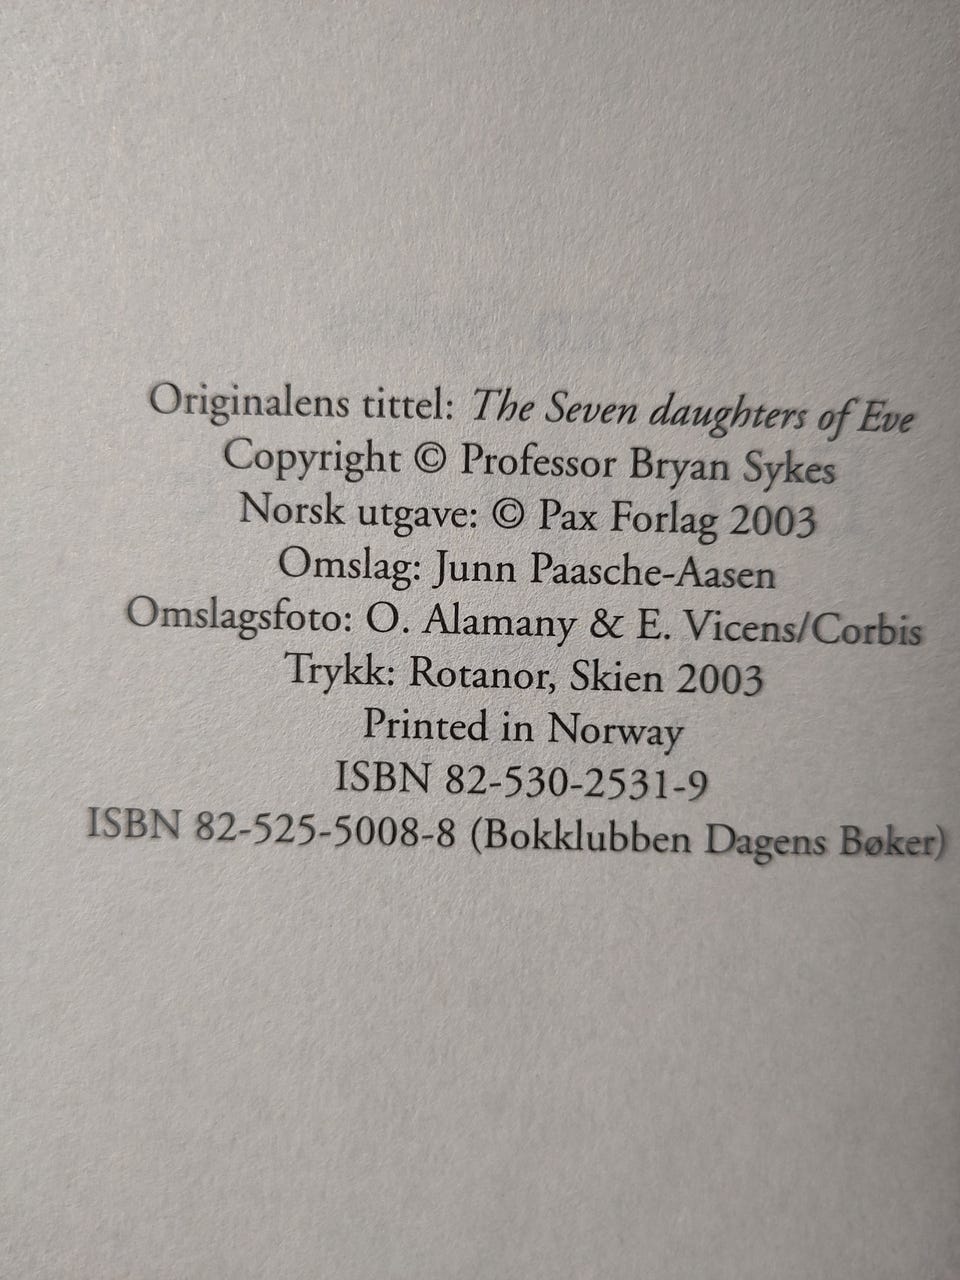 Originalens tittel: The Seven daughters of Eve
Copyright © Professor Bryan Sykes
Norsk utgave: © Pax Forlag 2003
Omslag: Junn Paasche-Aasen
Omslagsfoto: O. Alamany & E. Vicens/Corbis
Trykk: Rotanor, Skien 2003
Printed in Norway
ISBN 82-530-2531-9
ISBN 82-525-5008-8 (Bokklubben Dagens Bøker)